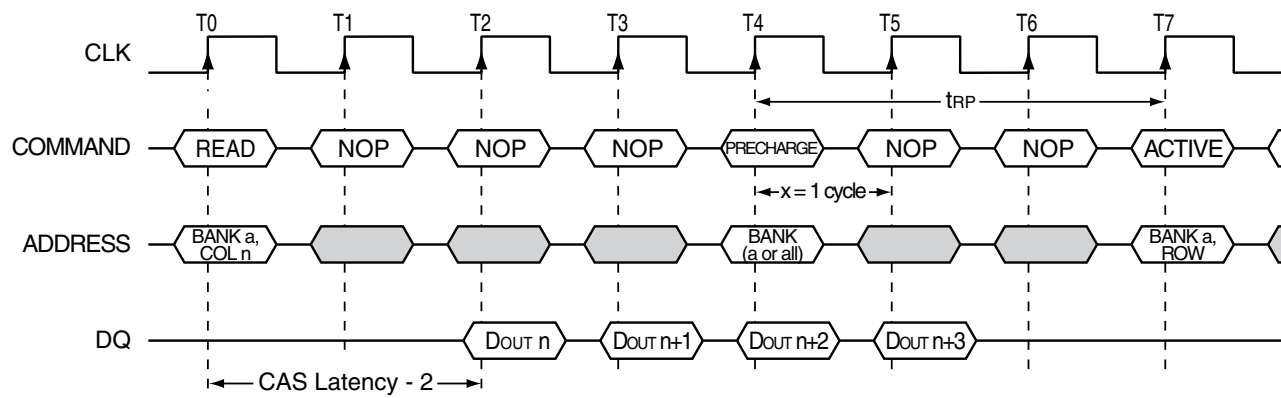 T0 T1 T2 T3 T4 T5 T6 T7
CLK
tRP
COMMAND READ NOP NOP NOP PRECHARGE NOP NOP ACTIVE
x = 1 cycle
ADDRESS BANK a, COL n BANK (a or all) BANK a, ROW
DQ DOUT n DOUT n+1 DOUT n+2 DOUT n+3
CAS Latency - 2